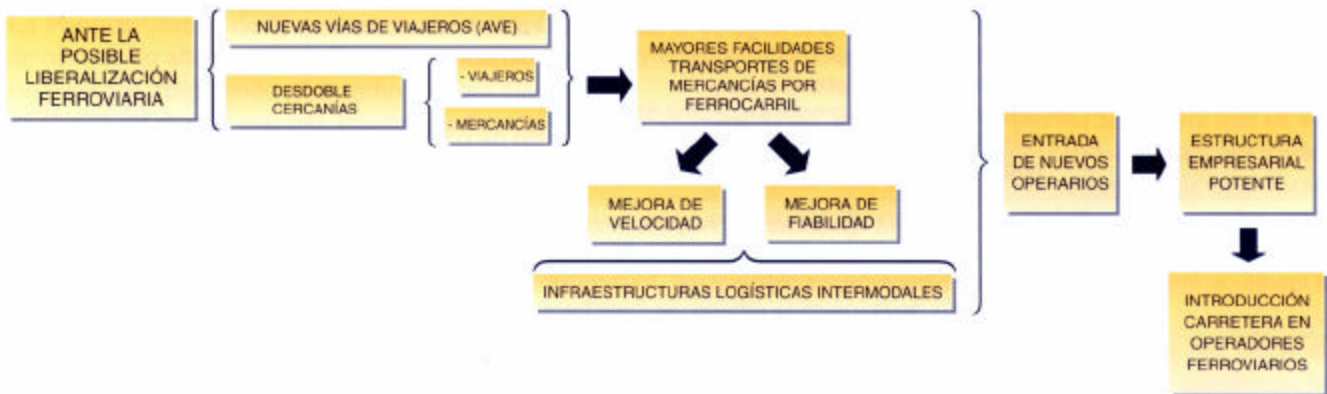 ANTE LA
POSIBLE
LIBERALIZACIÓN
FERROVIARIA
NUEVAS VÍAS DE VIAJEROS (AVE)
DESDOBLE
CERCANÍAS
- VIAJEROS
- MERCANCÍAS
MAYORES FACILIDADES
TRANSPORTES DE
MERCANCÍAS POR
FERROCARRIL
MEJORA DE
VELOCIDAD
MEJORA DE
FIABILIDAD
INFRAESTRUCTURAS LOGÍSTICAS INTERMODALES
ENTRADA
DE NUEVOS
OPERARIOS
ESTRUCTURA
EMPRESARIAL
POTENTE
INTRODUCCIÓN
CARRETERA EN
OPERADORES
FERROVIARIOS